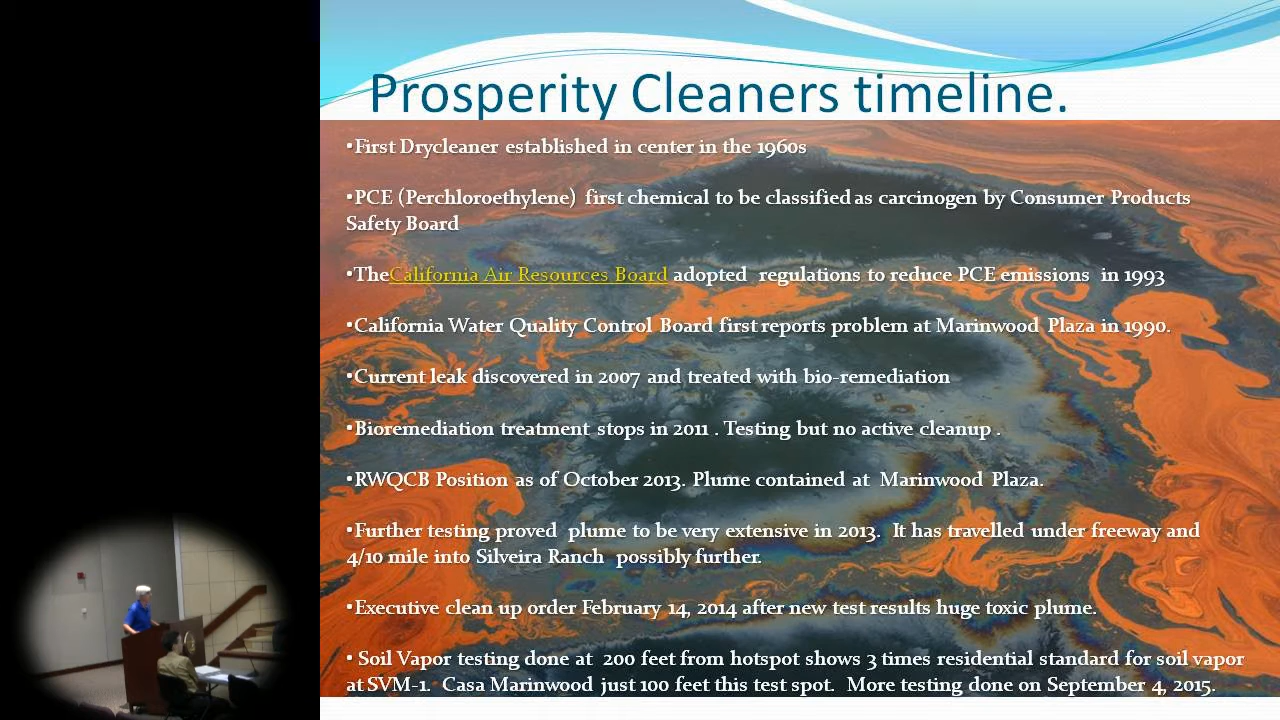 Prosperity Cleaners timeline.
•First Drycleaner established in center in the 1960s
•PCE (Perchloroethylene) first chemical to be classified as carcinogen by Consumer Products
Safety Board
•TheCalifornia Air Resources Board adopted regulations to reduce PCE emissions in 1993
•California Water Quality Control Board first reports problem at Marinwood Plaza in 1990.
•Current leak discovered in 2007 and treated with bio-remediation
•Bioremediation treatment stops in 2011 . Testing but no active cleanup .
•RWQCB Position as of October 2013. Plume contained at Marinwood Plaza.
•Further testing proved plume to be very extensive in 2013. It has travelled under freeway and
4/10 mile into Silveira Ranch possibly further.
•Executive clean up order February 14, 2014 after new test results huge toxic plume.
• Soil Vapor testing done at 200 feet from hotspot shows 3 times residential standard for soil vapor
at SVM-1. Casa Marinwood just 100 feet this test spot. More testing done on September 4, 2015.